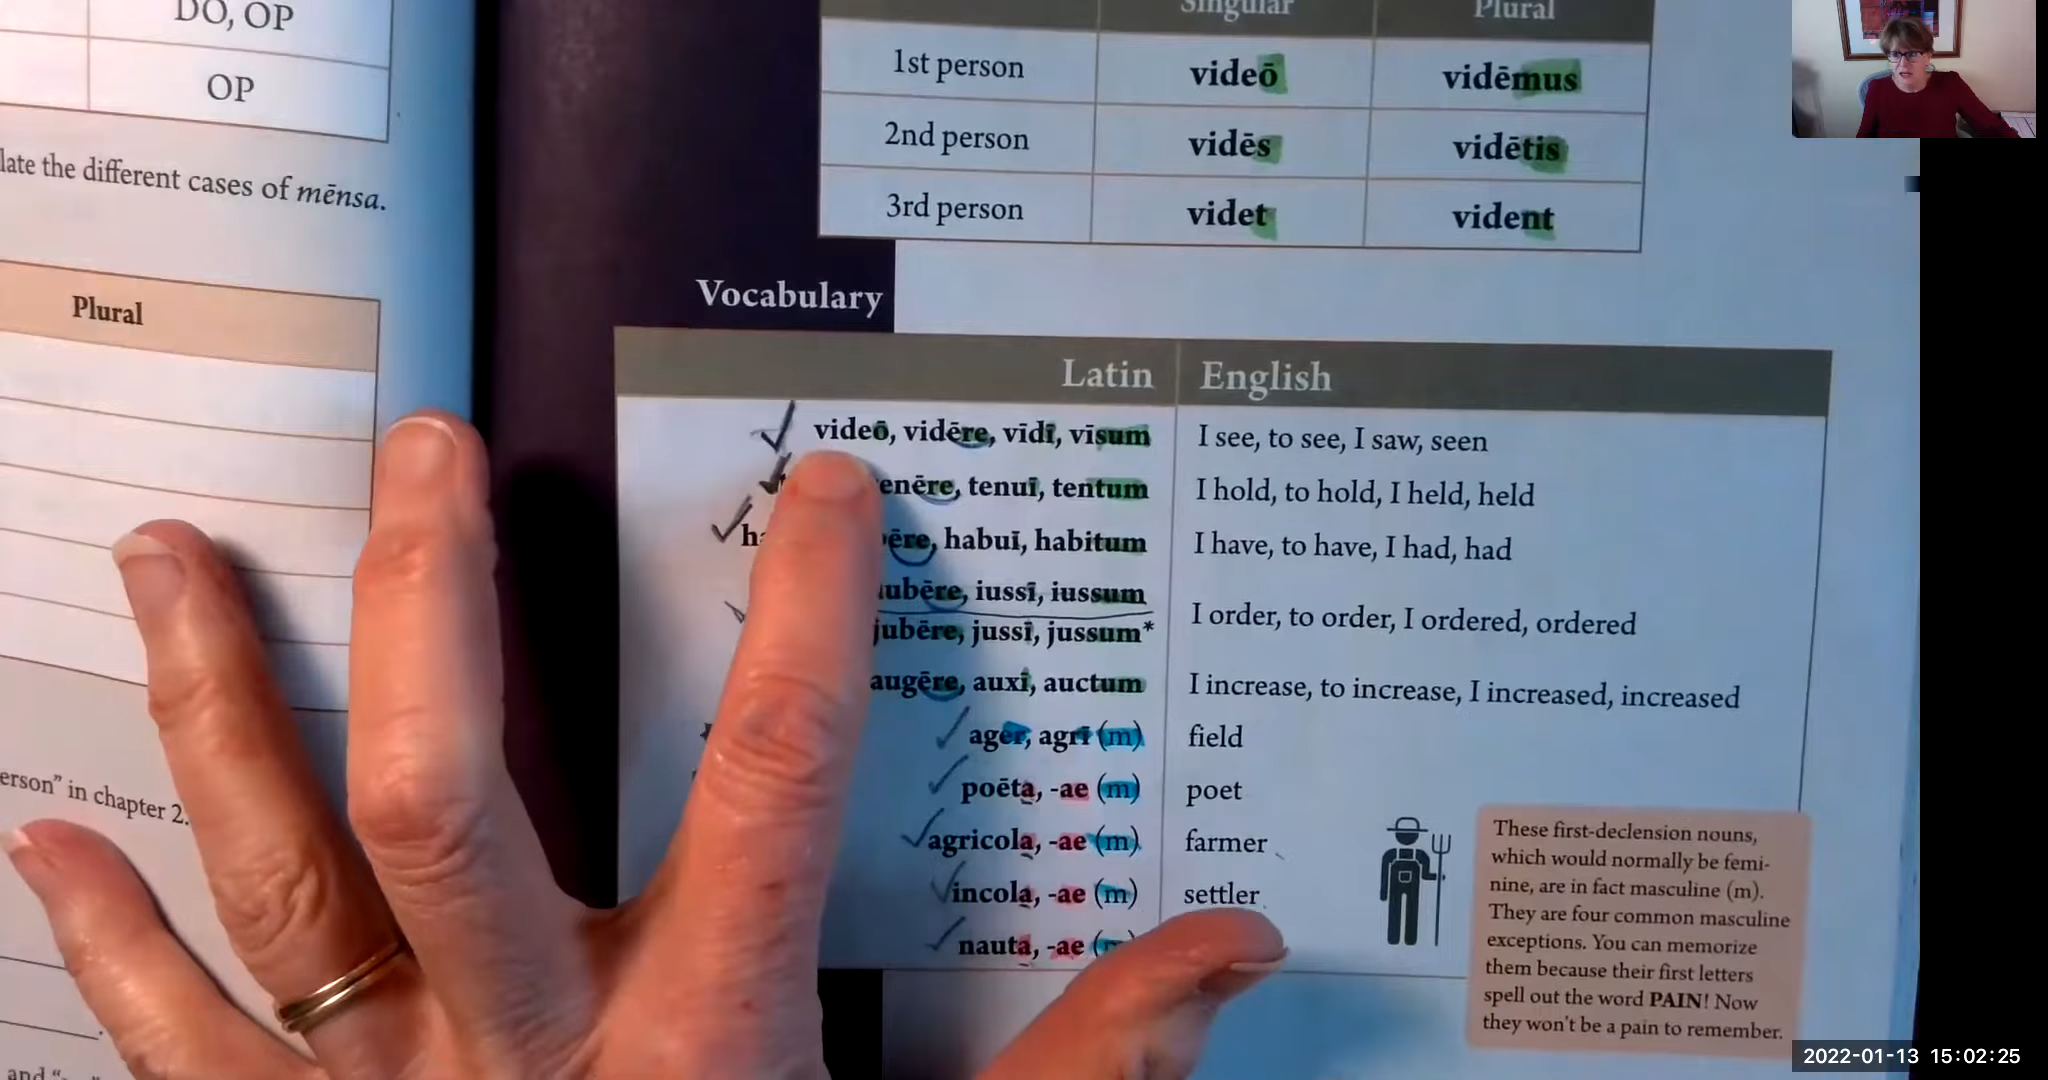 DO, OP
OP
late the different cases of mēnsa.
Plural
erson” in chapter 2.
and “
Singular Plural
1st person videō vidēmus
2nd person vidēs vidētis
3rd person videt vident
Vocabulary
Latin English
videō, vidēre, vīdī, vīsum I see, to see, I saw, seen
enēre, tenuī, tentum I hold, to hold, I held, held
ēre, habuī, habitum I have, to have, I had, had
ubēre, iussī, iussum
jubēre, jussī, jussum*
I order, to order, I ordered, ordered
augēre, auxī, auctum I increase, to increase, I increased, increased
ager, agrī (m) field
poēta, -ae (m) poet
agricola, -ae (m) farmer
incola, -ae (m) settler
nauta, -ae
These first-declension nouns,
which would normally be femi-
nine, are in fact masculine (m).
They are four common masculine
exceptions. You can memorize
them because their first letters
spell out the word PAIN! Now
they won't be a pain to remember.
2022-01-13 15:02:25